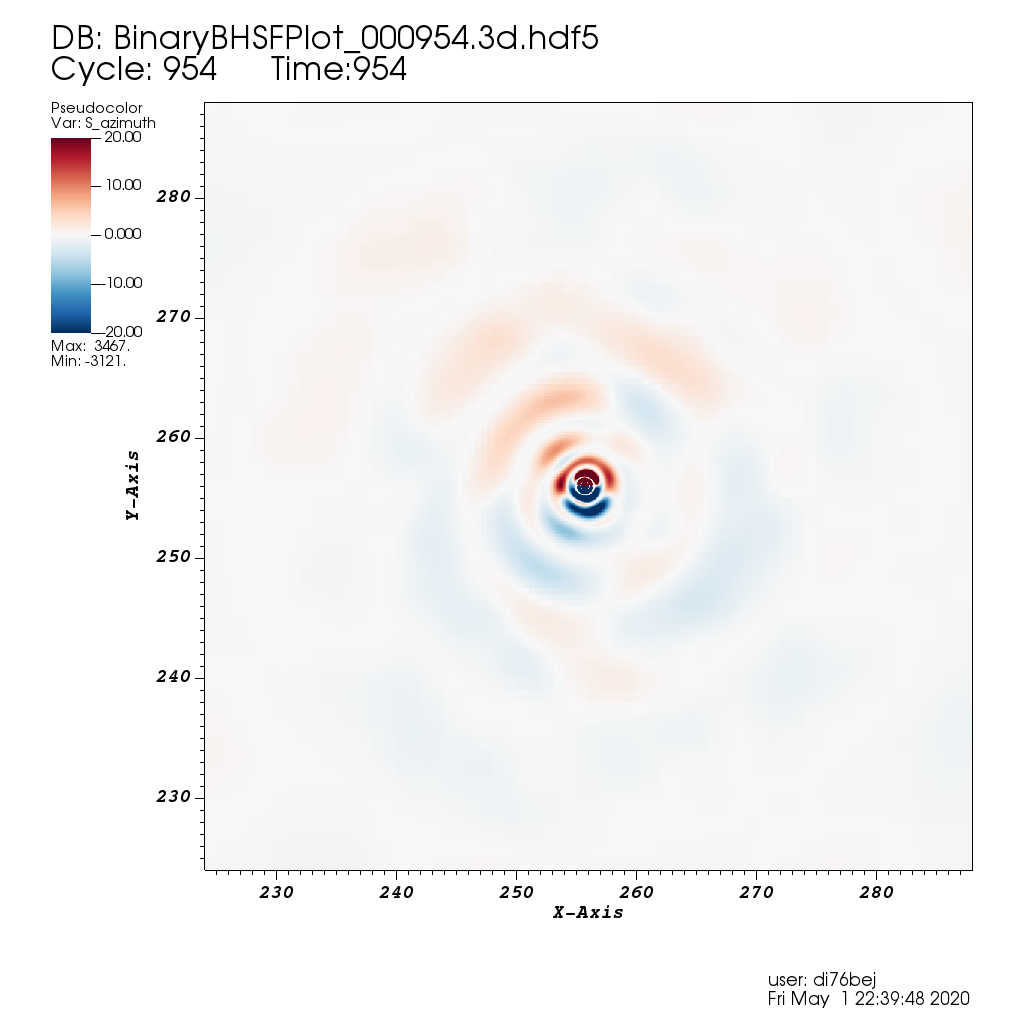 DB: BinaryBHSFPlot_000954.3d.hdf5
Cycle: 954 Time:954
Pseudocolor
Var: S_azimuth
20.00
10.00
0.000
-10.00
-20.00
Max: 3467.
Min: -3121.
280
270
260
250
240
230
Y-Axis
230 240 250 260 270 280
X-Axis
user: di76bej
Fri May 1 22:39:48 2020